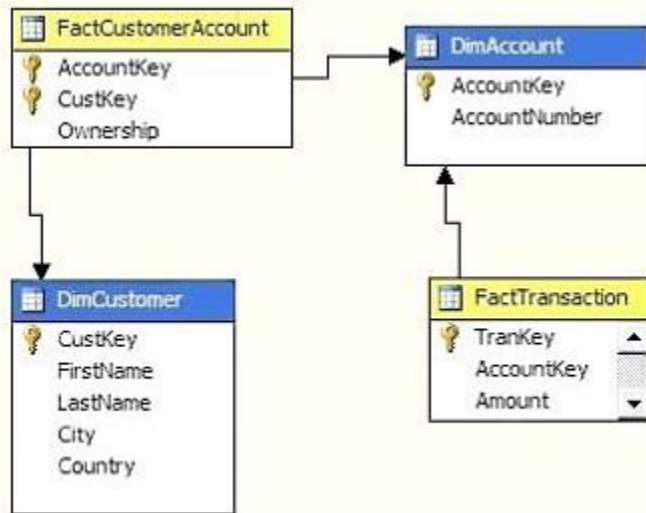 FactCustomerAccount
AccountKey
CustKey
Ownership
DimAccount
AccountKey
AccountNumber
DimCustomer
CustKey
FirstName
LastName
City
Country
FactTransaction
TranKey
AccountKey
Amount